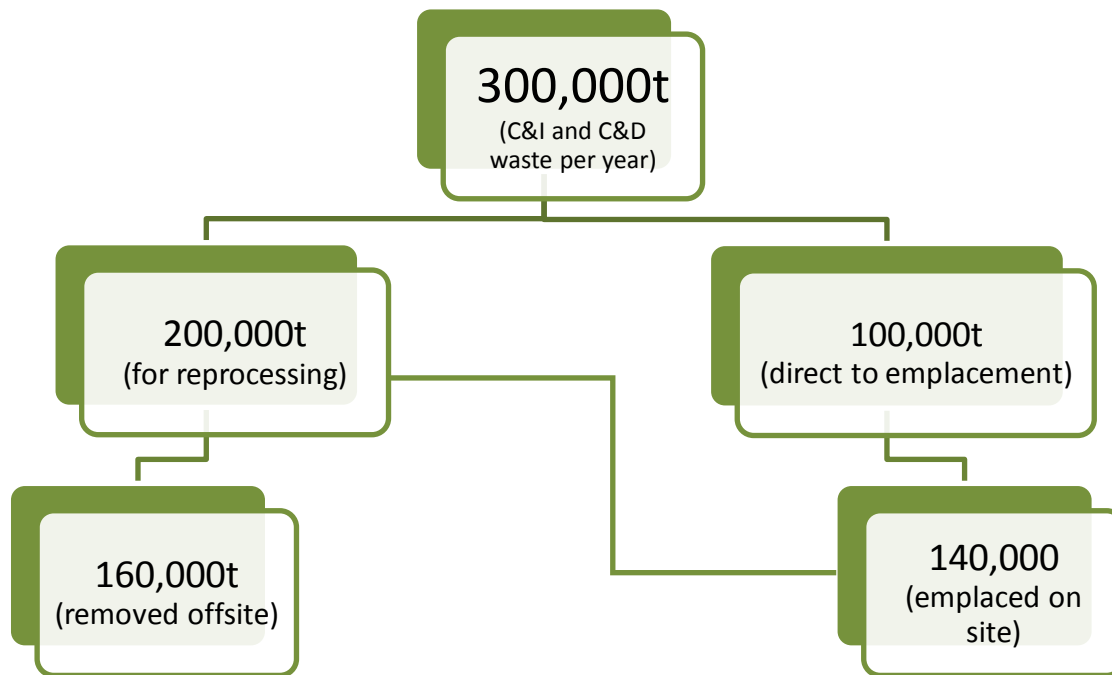 300,000t
(C&I and C&D
waste per year)
200,000t
(for reprocessing)
100,000t
(direct to emplacement)
160,000t
(removed offsite)
140,000
(emplaced on
site)